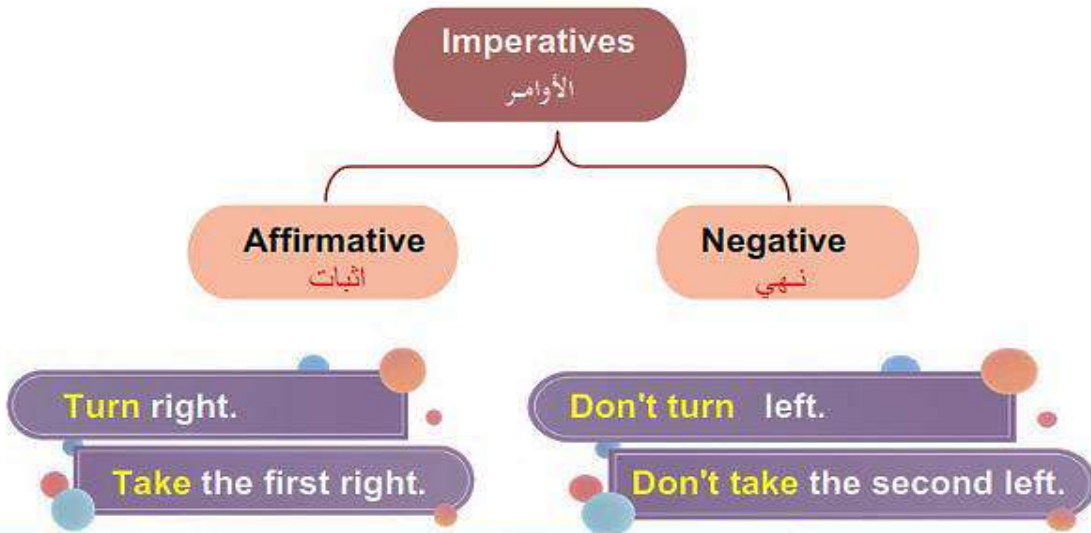 Imperatives
الأوامـر
Affirmative
اثبات
Negative
نـهي
Turn right.
Take the first right.
Don't turn left.
Don't take the second left.